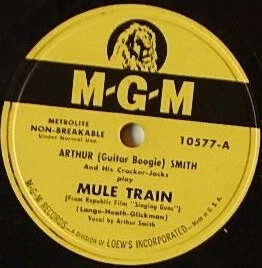 M-G-M
METROLITE
NON-BREAKABLE
Under Normal Use
10577-A
ARTHUR (Guitar Boogie) SMITH
And His Cracker-Jacks
play
MULE TRAIN
(From Republic Film "Singing Guns")
(Lange-Heath-Glickman)
Vocal by Arthur Smith
M-G-M RECORDS—A DIVISION OF LOEW'S INCORPORATED—MADE IN U.S.A.